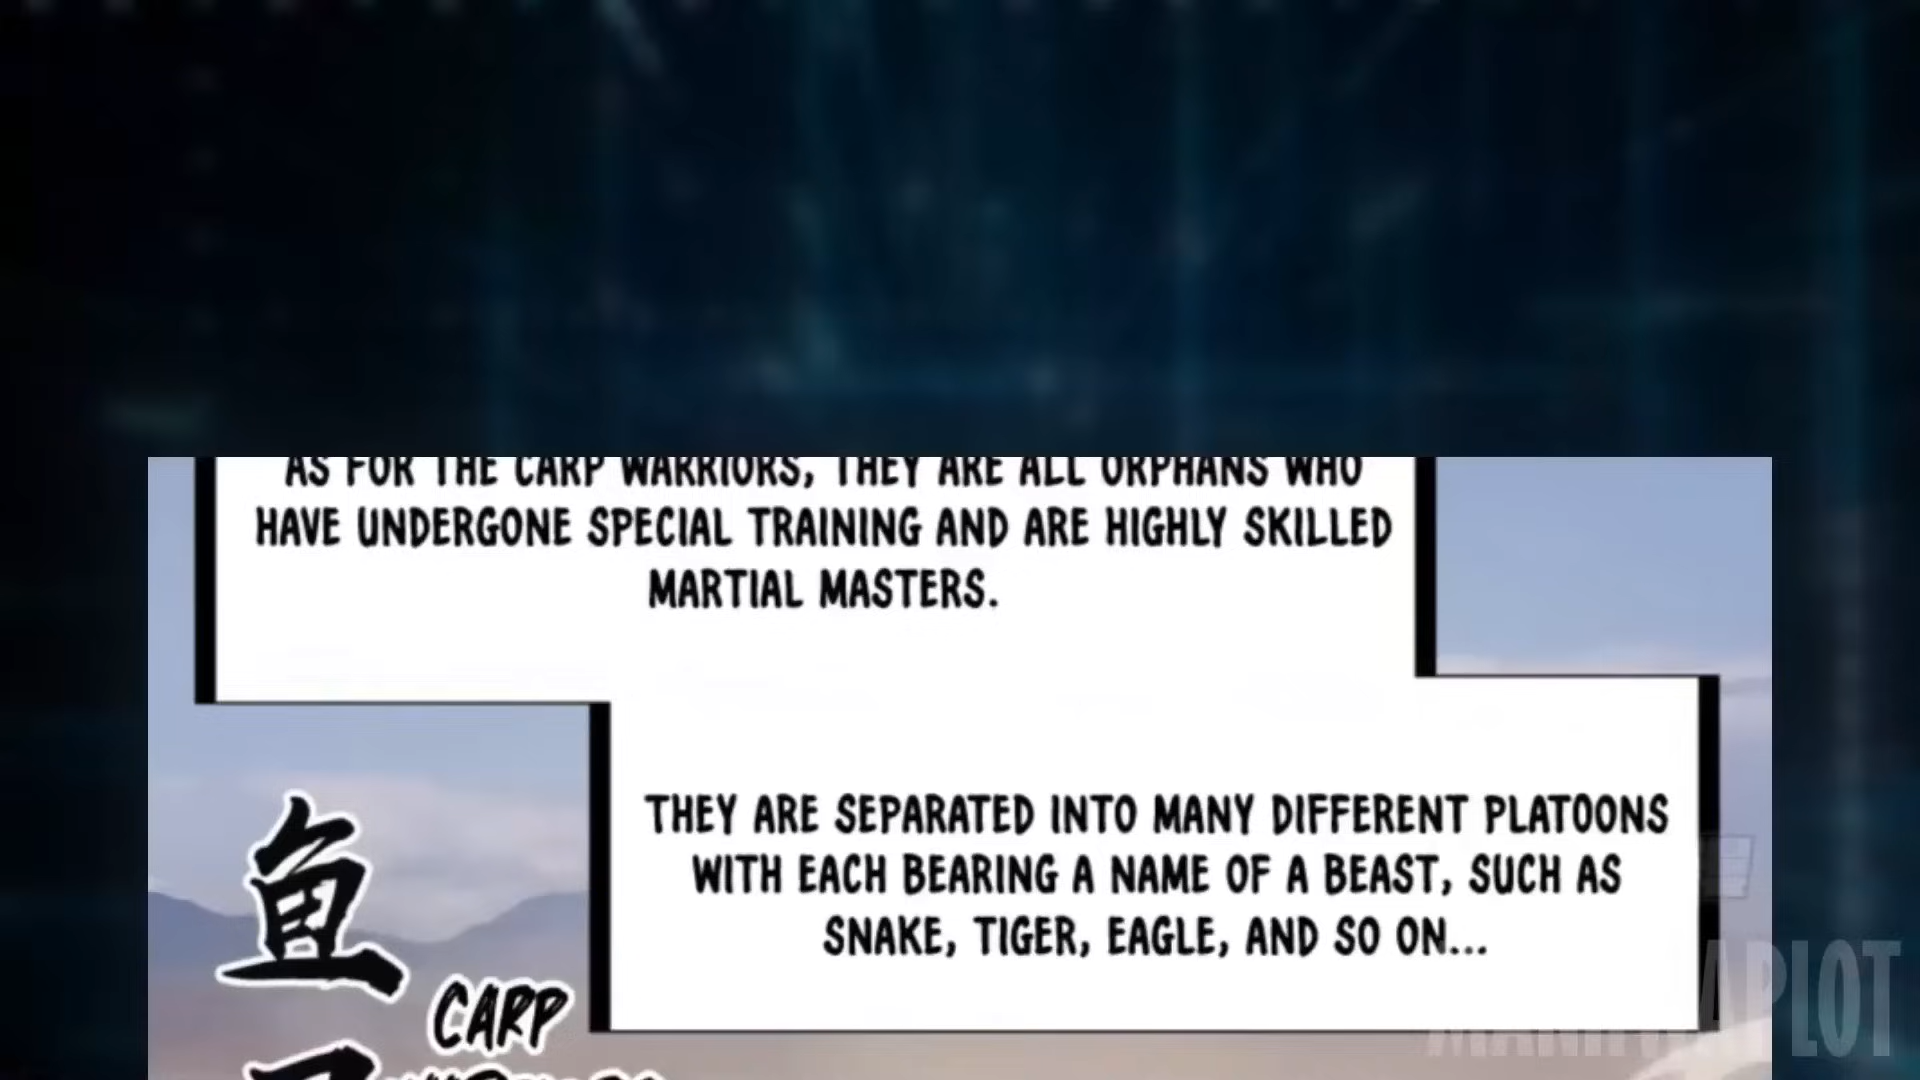 AS FOR THE CARP WARRIORS, THEY ARE ALL ORPHANS WHO
HAVE UNDERGONE SPECIAL TRAINING AND ARE HIGHLY SKILLED
MARTIAL MASTERS.
THEY ARE SEPARATED INTO MANY DIFFERENT PLATOONS
WITH EACH BEARING A NAME OF A BEAST, SUCH AS
SNAKE, TIGER, EAGLE, AND SO ON...
鱼
CARP
MANHWAPLOT